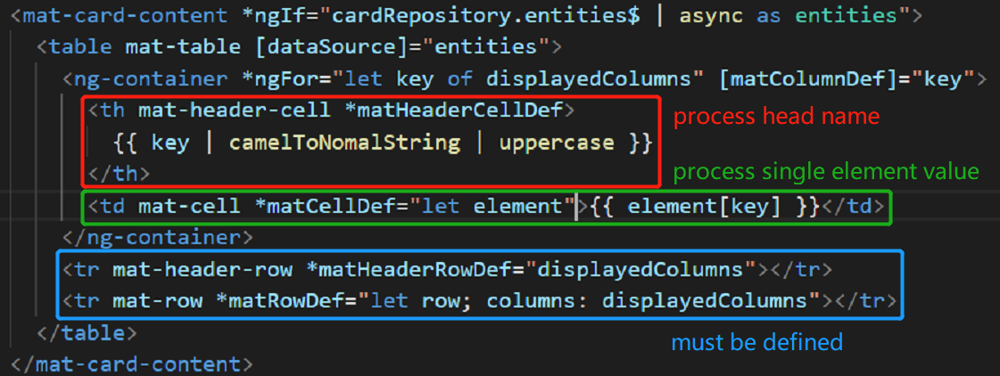 <mat-card-content *ngIf="cardRepository.entities$ | async as entities">
<table mat-table [dataSource]="entities">
<ng-container *ngFor="let key of displayedColumns" [matColumnDef]="key">
<th mat-header-cell *matHeaderCellDef>
process head name
{{ key | camelToNomalString | uppercase }}
</th>
process single element value
<td mat-cell *matCellDef="let element">{{ element[key] }}</td>
</ng-container>
<tr mat-header-row *matHeaderRowDef="displayedColumns"></tr>
<tr mat-row *matRowDef="let row; columns: displayedColumns"></tr>
</table>
must be defined
</mat-card-content>